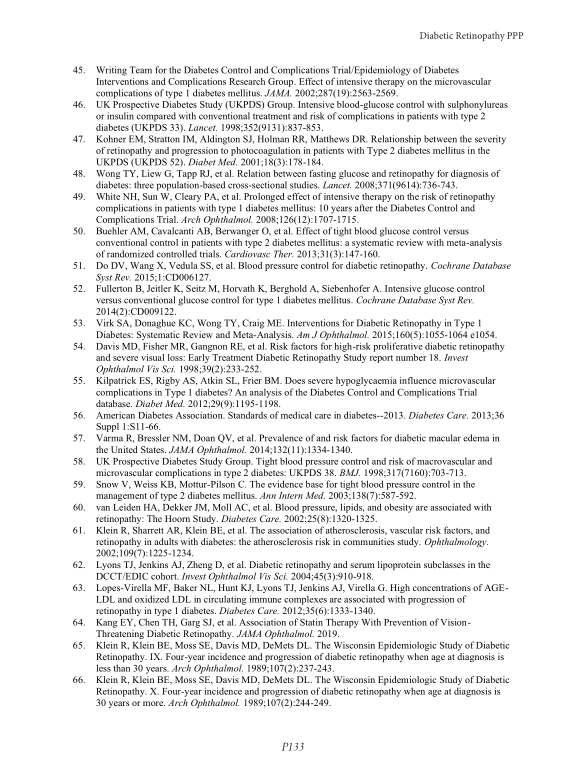 Diabetic Retinopathy PPP
45. Writing Team for the Diabetes Control and Complications Trial/Epidemiology of Diabetes
Interventions and Complications Research Group. Effect of intensive therapy on the microvascular
complications of type 1 diabetes mellitus. JAMA. 2002;287(19):2563-2569.
46. UK Prospective Diabetes Study (UKPDS) Group. Intensive blood-glucose control with sulphonylureas
or insulin compared with conventional treatment and risk of complications in patients with type 2
diabetes (UKPDS 33). Lancet. 1998;352(9131):837-853.
47. Kohner EM, Stratton IM, Aldington SJ, Holman RR, Matthews DR. Relationship between the severity
of retinopathy and progression to photocoagulation in patients with Type 2 diabetes mellitus in the
UKPDS (UKPDS 52). Diabet Med. 2001;18(3):178-184.
48. Wong TY, Liew G, Tapp RJ, et al. Relation between fasting glucose and retinopathy for diagnosis of
diabetes: three population-based cross-sectional studies. Lancet. 2008;371(9614):736-743.
49. White NH, Sun W, Cleary PA, et al. Prolonged effect of intensive therapy on the risk of retinopathy
complications in patients with type 1 diabetes mellitus: 10 years after the Diabetes Control and
Complications Trial. Arch Ophthalmol. 2008;126(12):1707-1715.
50. Buehler AM, Cavalcanti AB, Berwanger O, et al. Effect of tight blood glucose control versus
conventional control in patients with type 2 diabetes mellitus: a systematic review with meta-analysis
of randomized controlled trials. Cardiovasc Ther. 2013;31(3):147-160.
51. Do DV, Wang X, Vedula SS, et al. Blood pressure control for diabetic retinopathy. Cochrane Database
Syst Rev. 2015;1:CD006127.
52. Fullerton B, Jeitler K, Seitz M, Horvath K, Berghold A, Siebenhofer A. Intensive glucose control
versus conventional glucose control for type 1 diabetes mellitus. Cochrane Database Syst Rev.
2014(2):CD009122.
53. Virk SA, Donaghue KC, Wong TY, Craig ME. Interventions for Diabetic Retinopathy in Type 1
Diabetes: Systematic Review and Meta-Analysis. Am J Ophthalmol. 2015;160(5):1055-1064 e1054.
54. Davis MD, Fisher MR, Gangnon RE, et al. Risk factors for high-risk proliferative diabetic retinopathy
and severe visual loss: Early Treatment Diabetic Retinopathy Study report number 18. Invest
Ophthalmol Vis Sci. 1998;39(2):233-252.
55. Kilpatrick ES, Rigby AS, Atkin SL, Frier BM. Does severe hypoglycaemia influence microvascular
complications in Type 1 diabetes? An analysis of the Diabetes Control and Complications Trial
database. Diabet Med. 2012;29(9):1195-1198.
56. American Diabetes Association. Standards of medical care in diabetes--2013. Diabetes Care. 2013;36
Suppl 1:S11-66.
57. Varma R, Bressler NM, Doan QV, et al. Prevalence of and risk factors for diabetic macular edema in
the United States. JAMA Ophthalmol. 2014;132(11):1334-1340.
58. UK Prospective Diabetes Study Group. Tight blood pressure control and risk of macrovascular and
microvascular complications in type 2 diabetes: UKPDS 38. BMJ. 1998;317(7160):703-713.
59. Snow V, Weiss KB, Mottur-Pilson C. The evidence base for tight blood pressure control in the
management of type 2 diabetes mellitus. Ann Intern Med. 2003;138(7):587-592.
60. van Leiden HA, Dekker JM, Moll AC, et al. Blood pressure, lipids, and obesity are associated with
retinopathy: The Hoorn Study. Diabetes Care. 2002;25(8):1320-1325.
61. Klein R, Sharrett AR, Klein BE, et al. The association of atherosclerosis, vascular risk factors, and
retinopathy in adults with diabetes: the atherosclerosis risk in communities study. Ophthalmology.
2002;109(7):1225-1234.
62. Lyons TJ, Jenkins AJ, Zheng D, et al. Diabetic retinopathy and serum lipoprotein subclasses in the
DCCT/EDIC cohort. Invest Ophthalmol Vis Sci. 2004;45(3):910-918.
63. Lopes-Virella MF, Baker NL, Hunt KJ, Lyons TJ, Jenkins AJ, Virella G. High concentrations of AGE-
LDL and oxidized LDL in circulating immune complexes are associated with progression of
retinopathy in type 1 diabetes. Diabetes Care. 2012;35(6):1333-1340.
64. Kang EY, Chen TH, Garg SJ, et al. Association of Statin Therapy With Prevention of Vision-
Threatening Diabetic Retinopathy. JAMA Ophthalmol. 2019.
65. Klein R, Klein BE, Moss SE, Davis MD, DeMets DL. The Wisconsin Epidemiologic Study of Diabetic
Retinopathy. IX. Four-year incidence and progression of diabetic retinopathy when age at diagnosis is
less than 30 years. Arch Ophthalmol. 1989;107(2):237-243.
66. Klein R, Klein BE, Moss SE, Davis MD, DeMets DL. The Wisconsin Epidemiologic Study of Diabetic
Retinopathy. X. Four-year incidence and progression of diabetic retinopathy when age at diagnosis is
30 years or more. Arch Ophthalmol. 1989;107(2):244-249.
P133